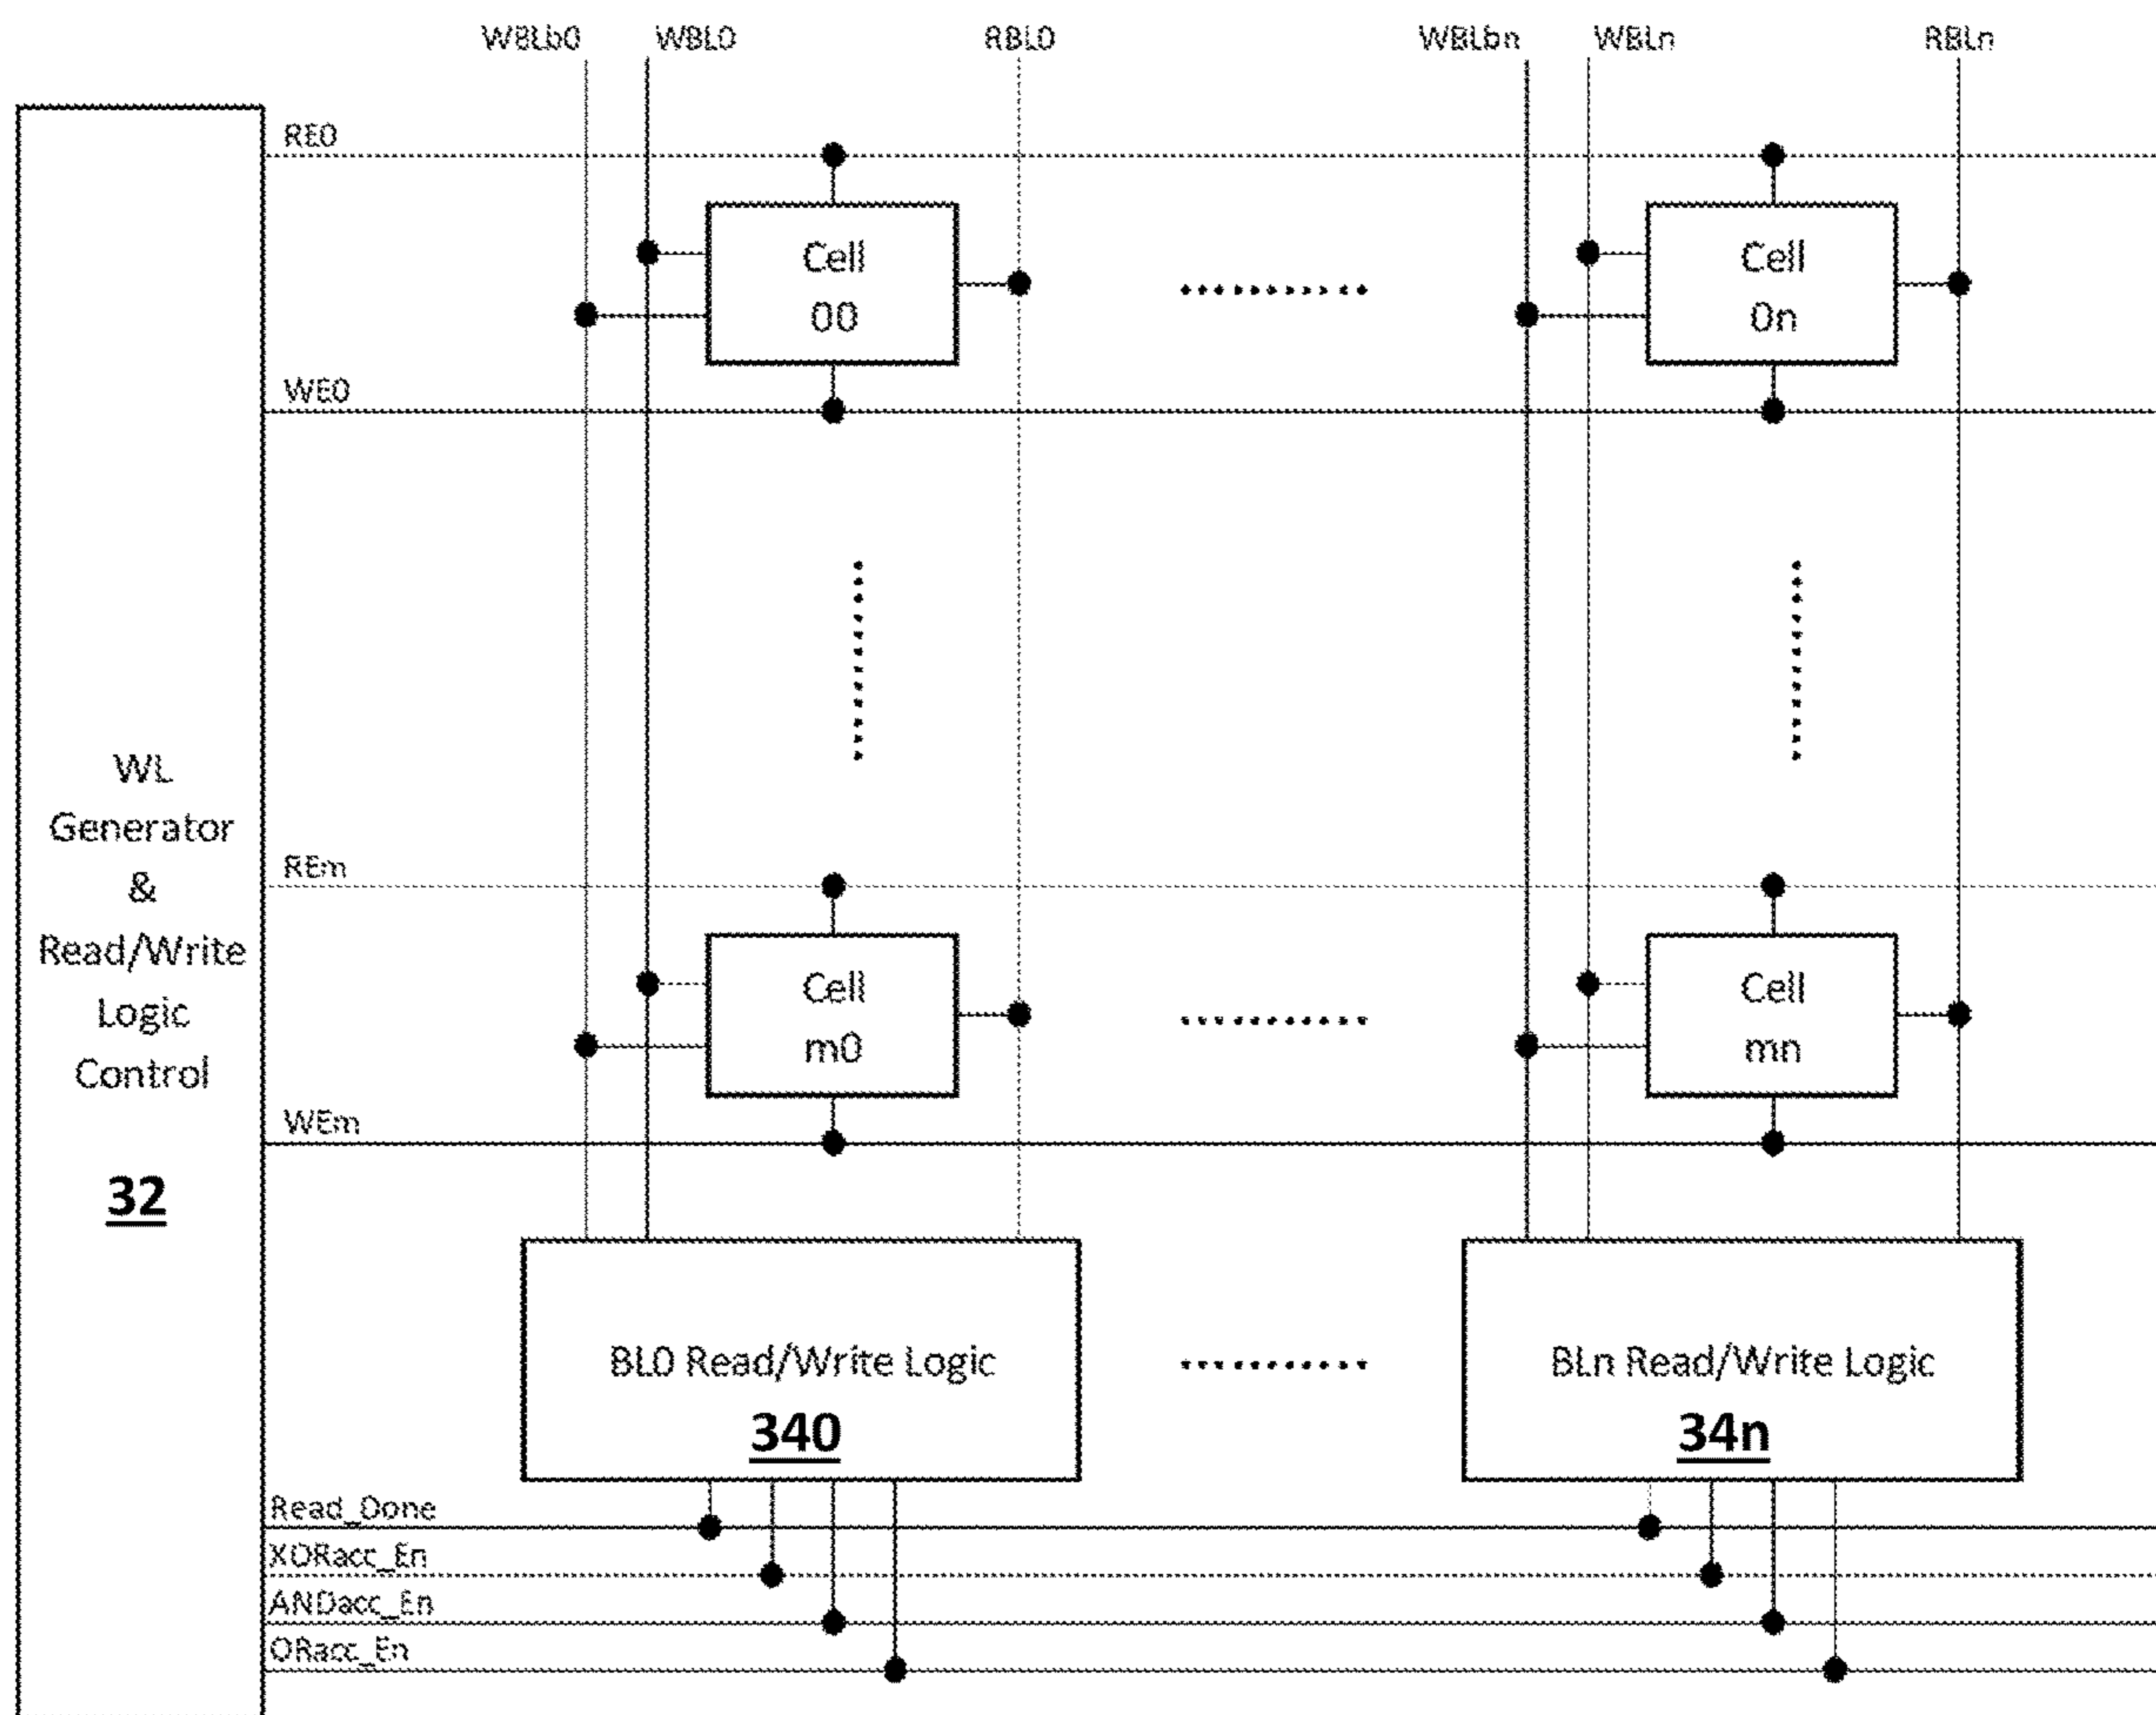 WBLb0 WBL0 RBL0 WBLbn WBLn RBLn
RE0
Cell
00
Cell
0n
WE0
WL
Generator
&
Read/Write
Logic
Control
32
REm
Cell
m0
Cell
mn
WEm
BL0 Read/Write Logic
340
BLn Read/Write Logic
34n
Read_Done
XORacc_En
ANDacc_En
ORacc_En